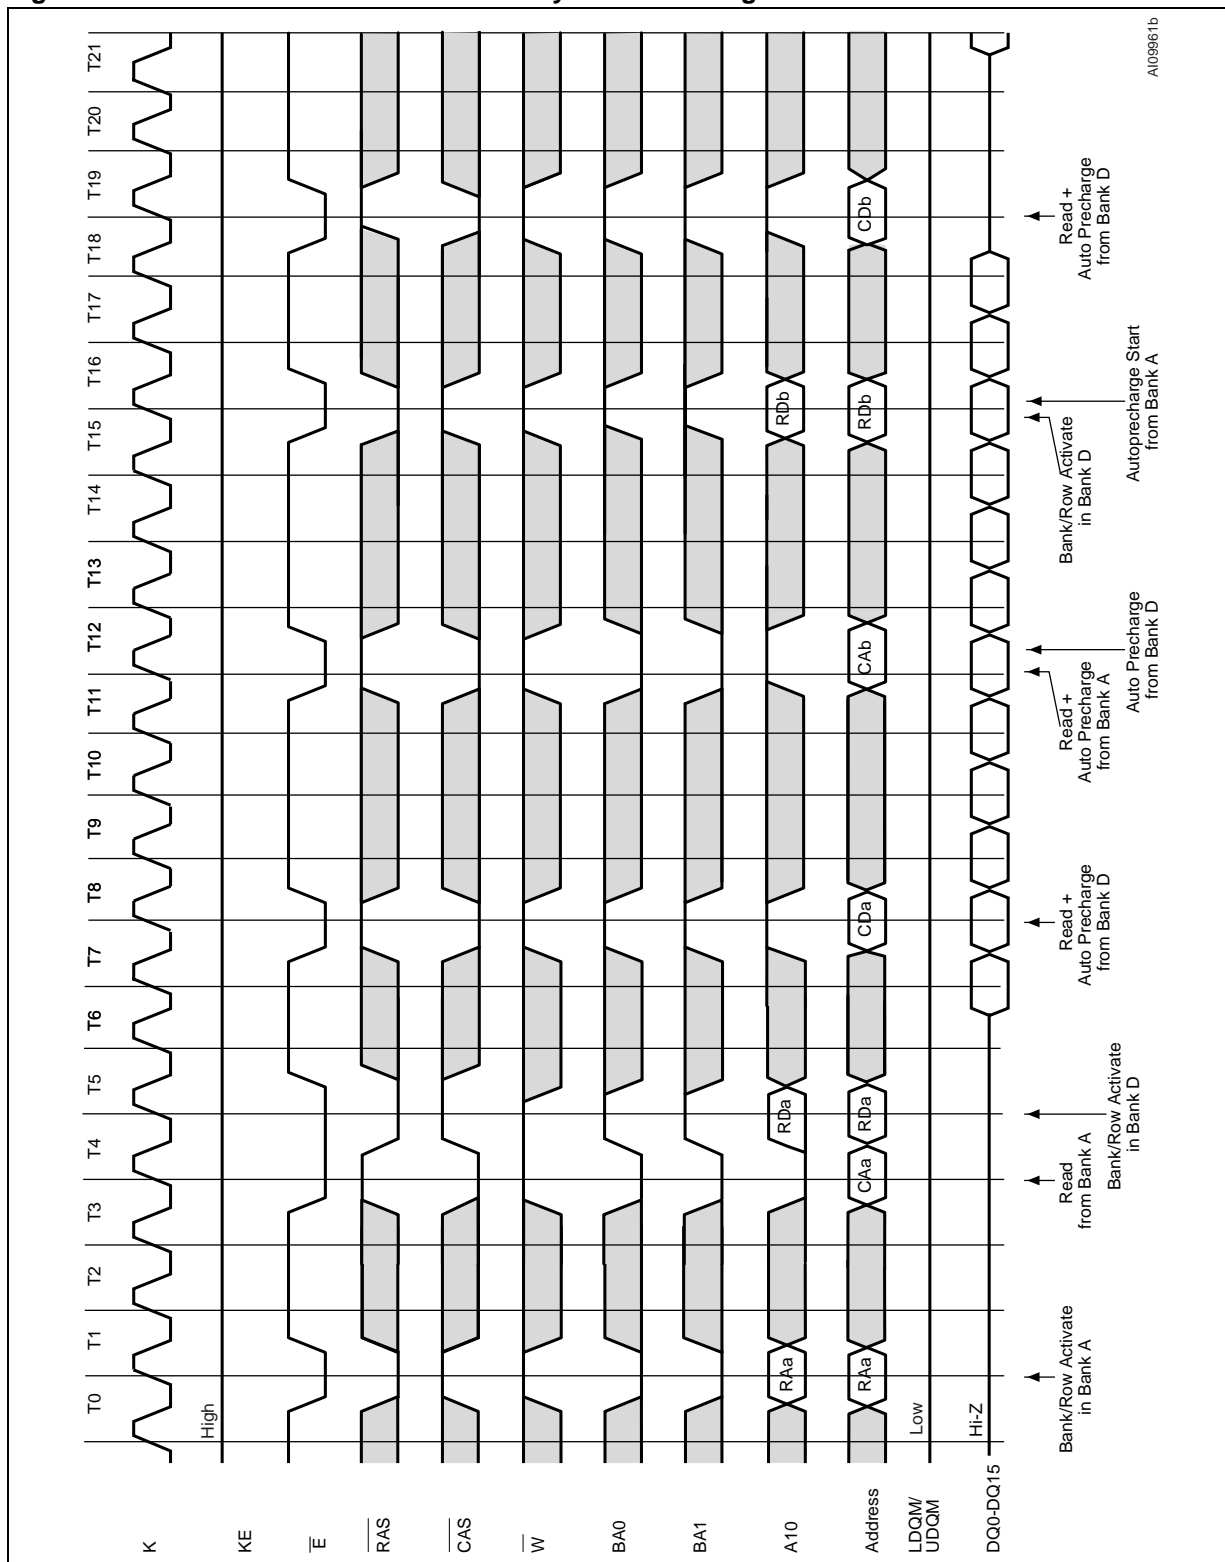 T0 T1 T2 T3 T4 T5 T6 T7 T8 T9 T10 T11 T12 T13 T14 T15 T16 T17 T18 T19 T20 T21
K
KE
High
E
RAS
CAS
W
BA0
BA1
A10
RAa RDa RDb
Address
RAa CAa RDa CDa CAb RDb CDb
LDQM/
UDQM
Low
DQ0-DQ15
Hi-Z
Bank/Row Activate
in Bank A
Read
from Bank A
Bank/Row Activate
in Bank D
Read +
Auto Precharge
from Bank D
Read +
Auto Precharge
from Bank A
Auto Precharge
from Bank D
Bank/Row Activate
in Bank D
Autoprecharge Start
from Bank A
Read +
Auto Precharge
from Bank D
AI09961b